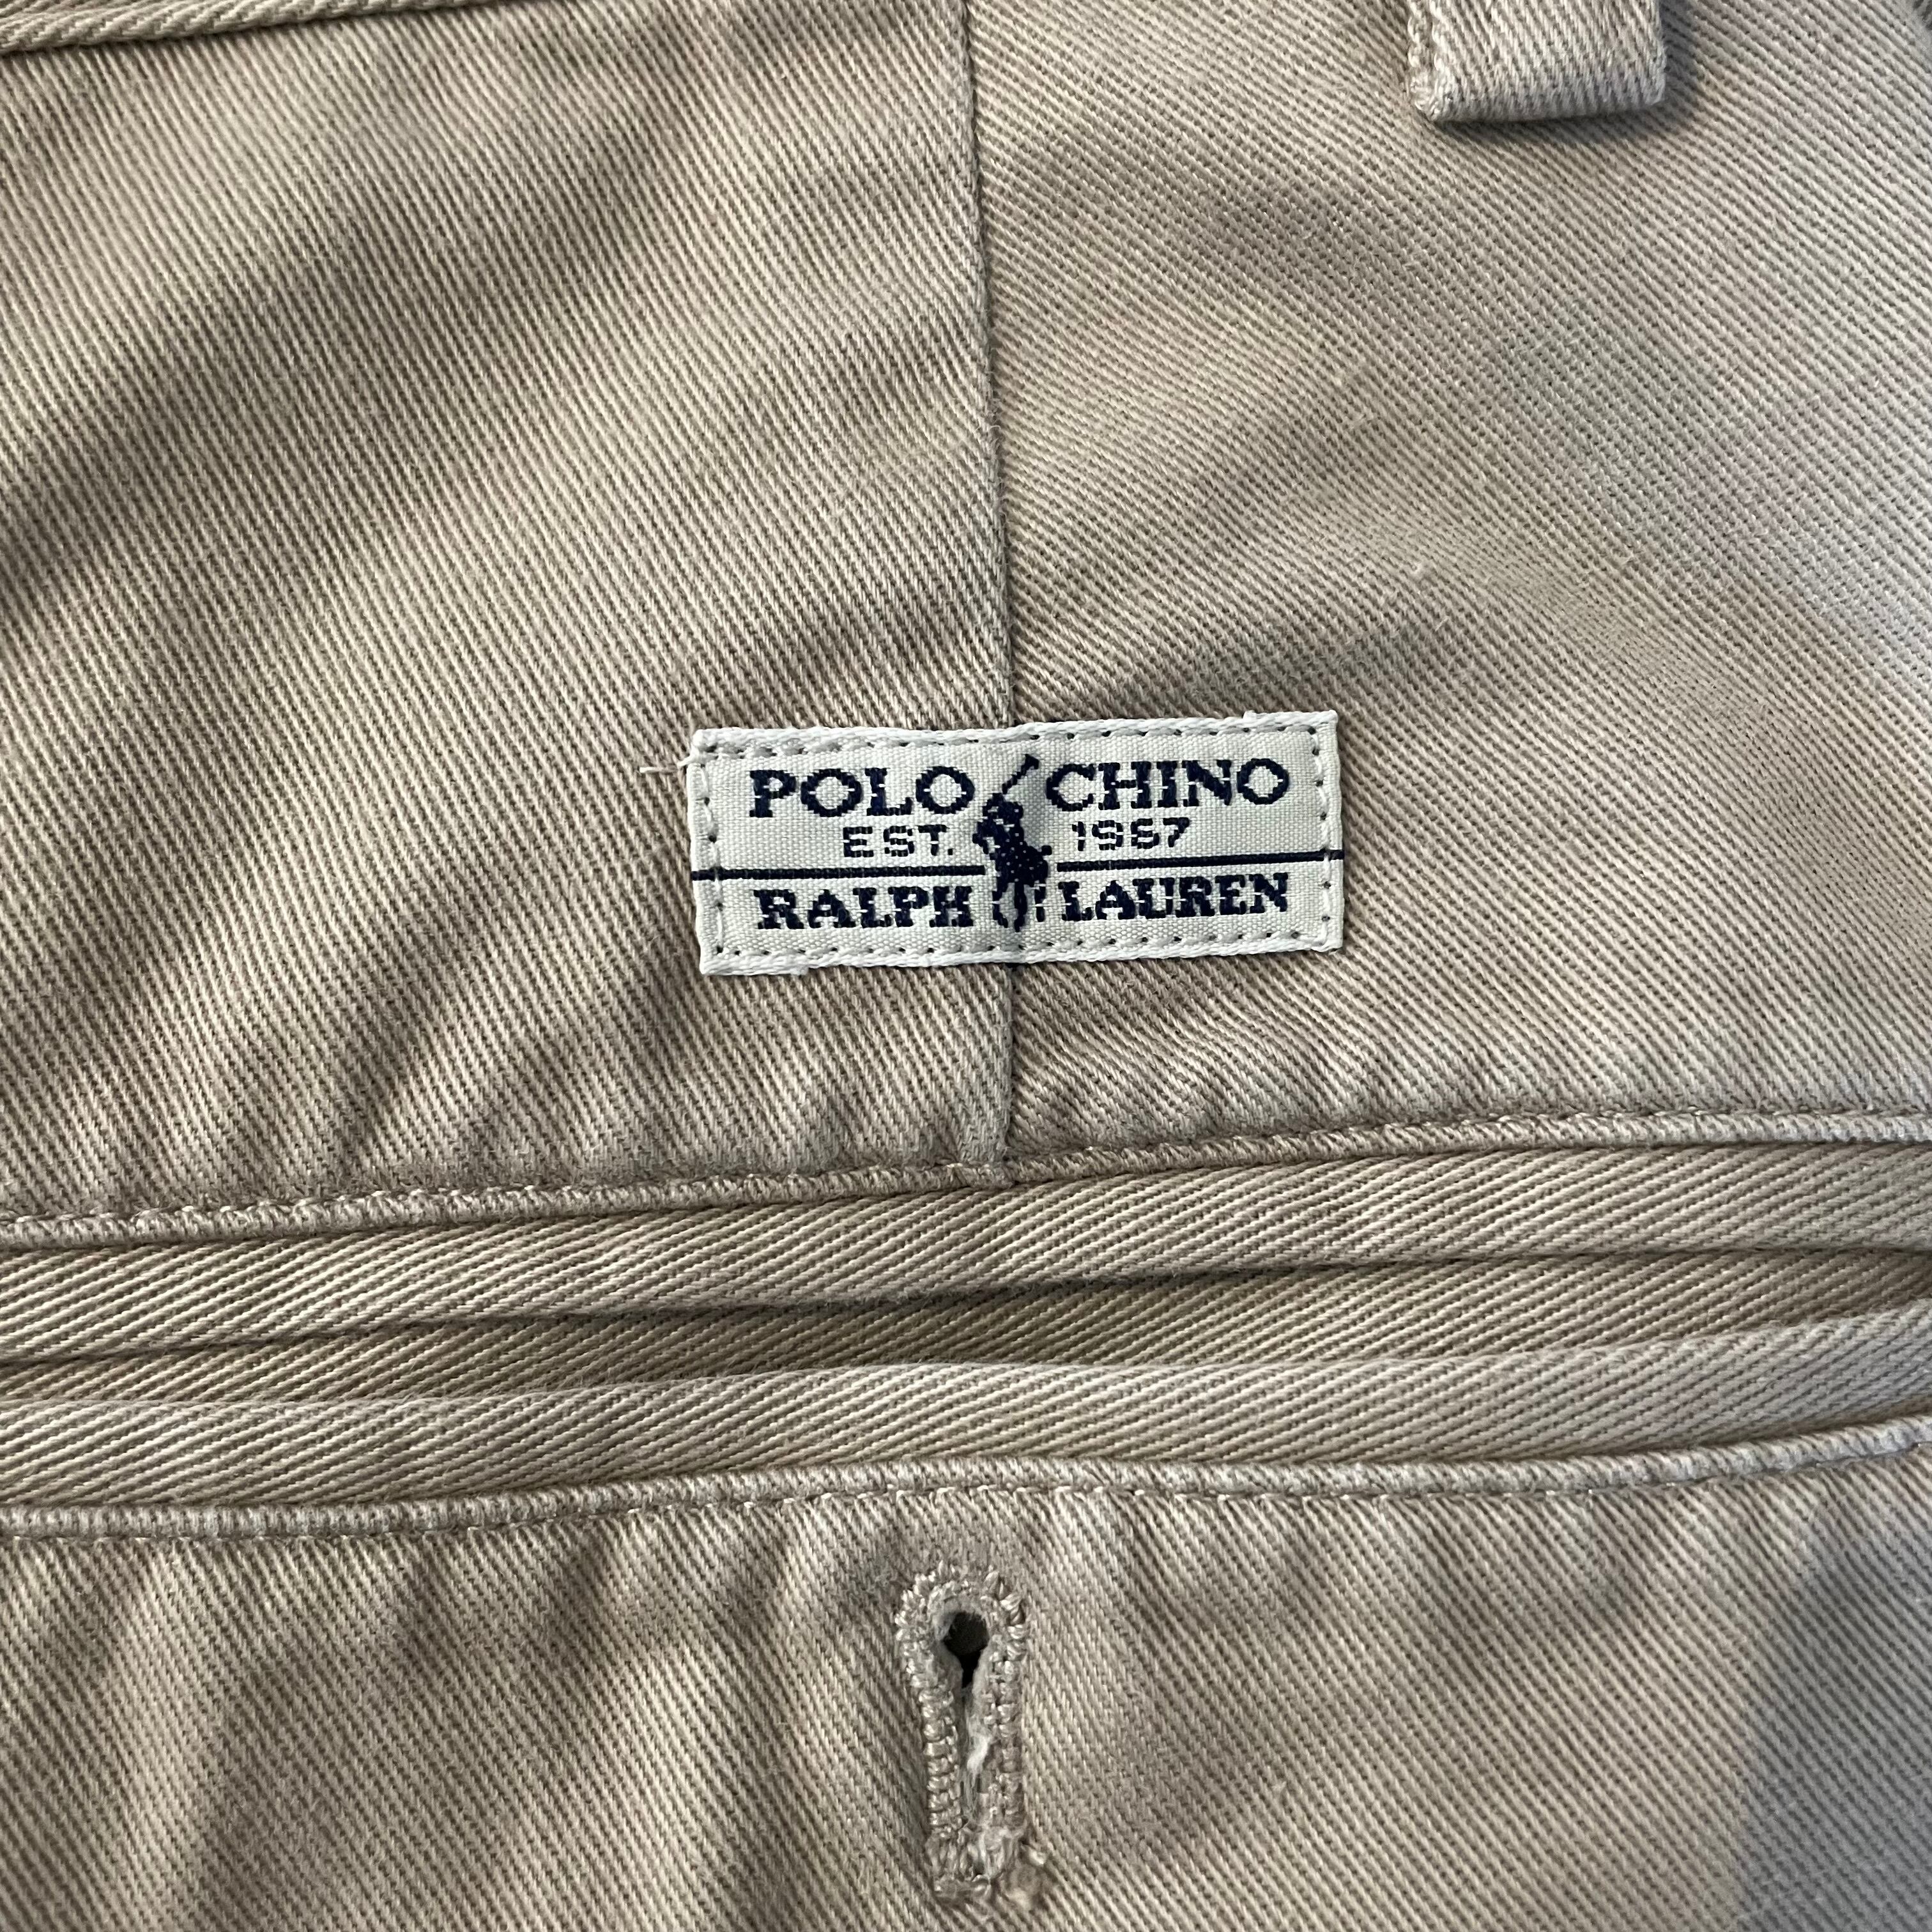 POLO CHINO
EST. 1967
RALPH LAUREN